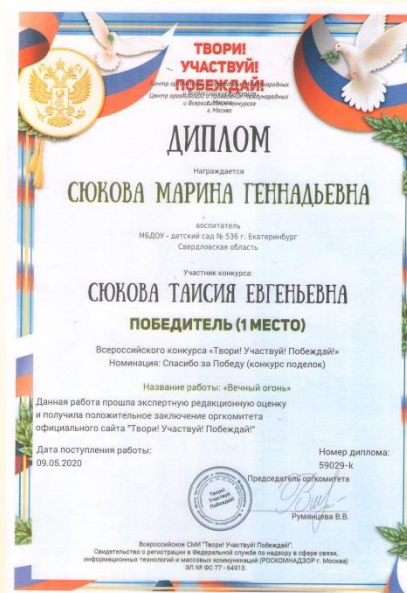 ТВОРИ!
УЧАСТВУЙ!
ПОБЕЖДАЙ!
Центр организации и проведения Международных
и Всероссийских конкурсов
г. Москва
ДИПЛОМ
Награждается
СЮКОВА МАРИНА ГЕННАДЬЕВНА
воспитатель
МБДОУ - детский сад № 536 г. Екатеринбург
Свердловская область
Участник конкурса:
СЮКОВА ТАИСИЯ ЕВГЕНЬЕВНА
ПОБЕДИТЕЛЬ (1 МЕСТО)
Всероссийского конкурса «Твори! Участвуй! Побеждай!»
Номинация: Спасибо за Победу (конкурс поделок)
Название работы: «Вечный огонь»
Данная работа прошла экспертную редакционную оценку
и получила положительное заключение оргкомитета
официального сайта "Твори! Участвуй! Побеждай!"
Дата поступления работы:
09.05.2020
Номер диплома:
59029-k
Председатель оргкомитета
Твори!
Участвуй
Побеждай!
Румянцева В.В.
Всероссийское СМИ "Твори! Участвуй! Побеждай!"
Свидетельство о регистрации в Федеральной службе по надзору в сфере связи,
информационных технологий и массовых коммуникаций (РОСКОМНАДЗОР г. Москва)
ЭЛ № ФС 77 - 64913.